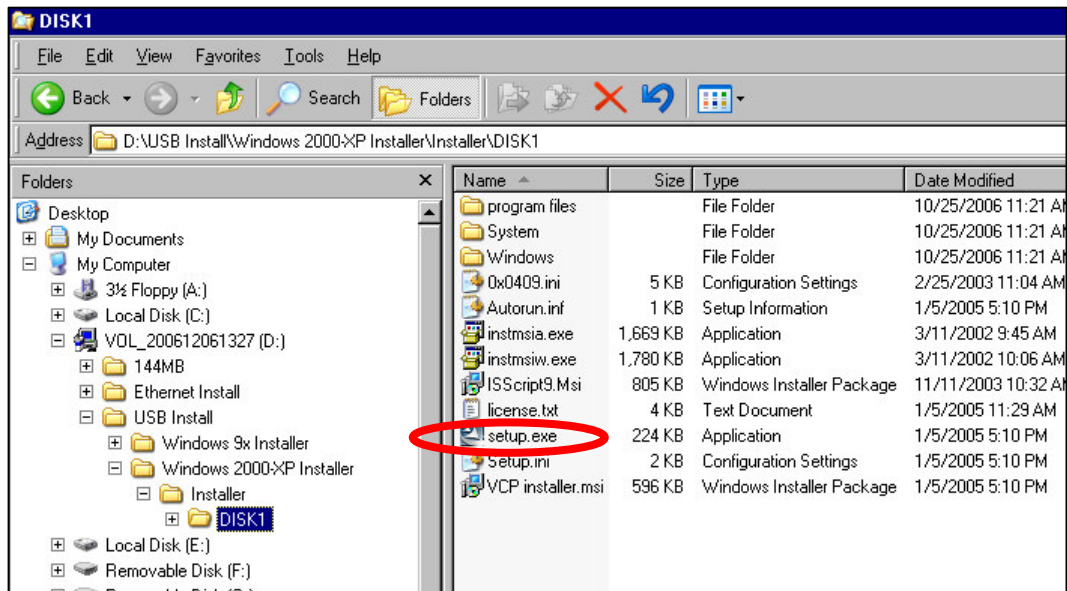 DISK1
File Edit View Favorites Tools Help
Back Search Folders
Address D:\USB Install\Windows 2000-XP Installer\Installer\DISK1
Folders
Desktop
My Documents
My Computer
3½ Floppy (A:)
Local Disk (C:)
VOL_200612061327 (D:)
144MB
Ethernet Install
USB Install
Windows 9x Installer
Windows 2000-XP Installer
Installer
DISK1
Local Disk (E:)
Removable Disk (F:)
Name Size Type Date Modified
program files File Folder 10/25/2006 11:21 AM
System File Folder 10/25/2006 11:21 AM
Windows File Folder 10/25/2006 11:21 AM
0x0409.ini 5 KB Configuration Settings 2/25/2003 11:04 AM
Autorun.inf 1 KB Setup Information 1/5/2005 5:10 PM
instmsia.exe 1,669 KB Application 3/11/2002 9:45 AM
instmsiw.exe 1,780 KB Application 3/11/2002 10:06 AM
ISScript9.Msi 805 KB Windows Installer Package 11/11/2003 10:32 AM
license.txt 4 KB Text Document 1/5/2005 11:29 AM
setup.exe 224 KB Application 1/5/2005 5:10 PM
Setup.ini 2 KB Configuration Settings 1/5/2005 5:10 PM
VCP installer.msi 596 KB Windows Installer Package 1/5/2005 5:10 PM